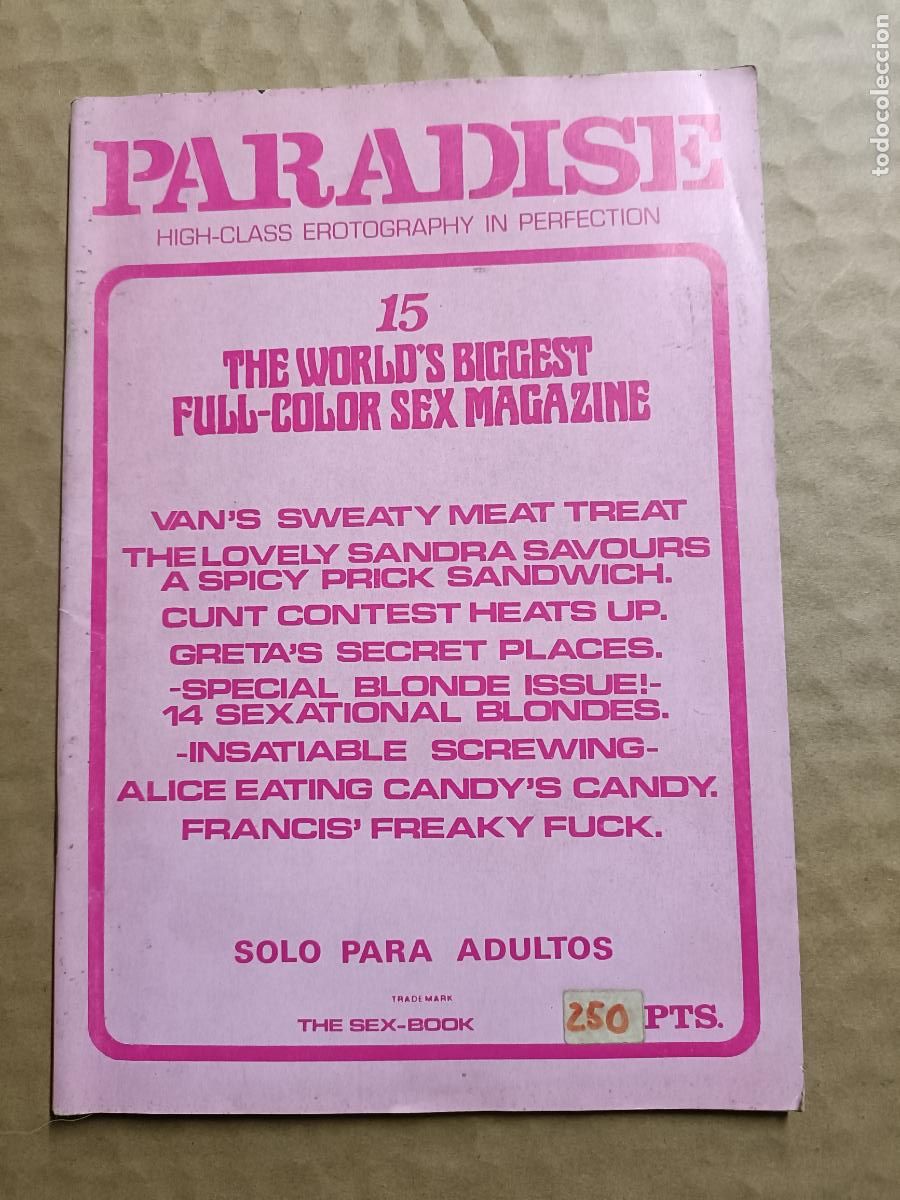 PARADISE
HIGH-CLASS EROTOGRAPHY IN PERFECTION
15
THE WORLD'S BIGGEST
FULL-COLOR SEX MAGAZINE
VAN'S SWEATY MEAT TREAT
THE LOVELY SANDRA SAVOURS
A SPICY PRICK SANDWICH.
CUNT CONTEST HEATS UP.
GRETA'S SECRET PLACES.
-SPECIAL BLONDE ISSUE!-
14 SEXATIONAL BLONDES.
-INSATIABLE SCREWING-
ALICE EATING CANDY'S CANDY.
FRANCIS' FREAKY FUCK.
SOLO PARA ADULTOS
TRADEMARK
THE SEX-BOOK
250 PTS.
todocoleccion